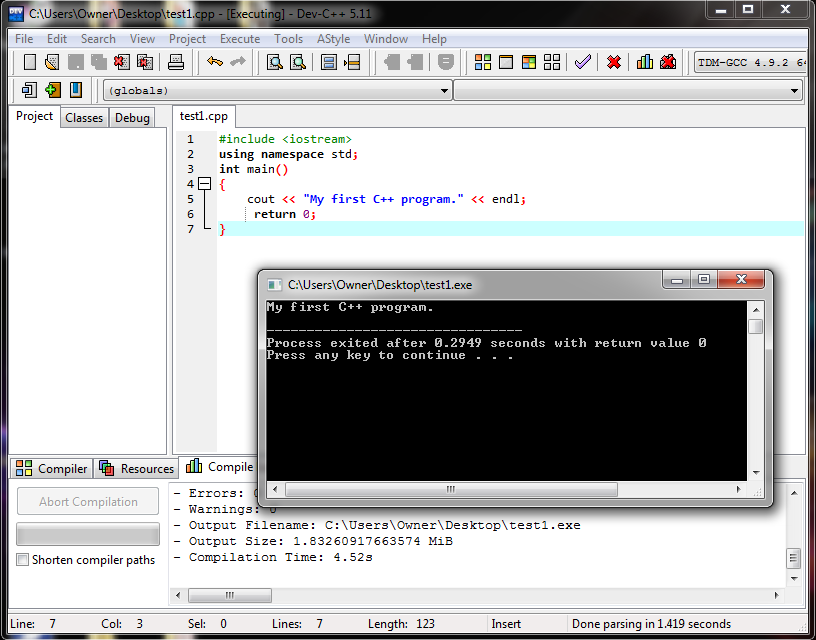 C:\Users\Owner\Desktop\test1.cpp - [Executing] - Dev-C++ 5.11
File Edit Search View Project Execute Tools AStyle Window Help
TDM-GCC 4.9.2 64
(globals)
Project Classes Debug
test1.cpp
1 #include <iostream>
2 using namespace std;
3 int main()
4 {
5 cout << "My first C++ program." << endl;
6 return 0;
7 }
C:\Users\Owner\Desktop\test1.exe
My first C++ program.
--------------------------------
Process exited after 0.2949 seconds with return value 0
Press any key to continue . . .
Compiler Resources Compile
Abort Compilation
Shorten compiler paths
- Errors: 0
- Warnings: 0
- Output Filename: C:\Users\Owner\Desktop\test1.exe
- Output Size: 1.83260917663574 MiB
- Compilation Time: 4.52s
Line: 7 Col: 3 Sel: 0 Lines: 7 Length: 123 Insert Done parsing in 1.419 seconds